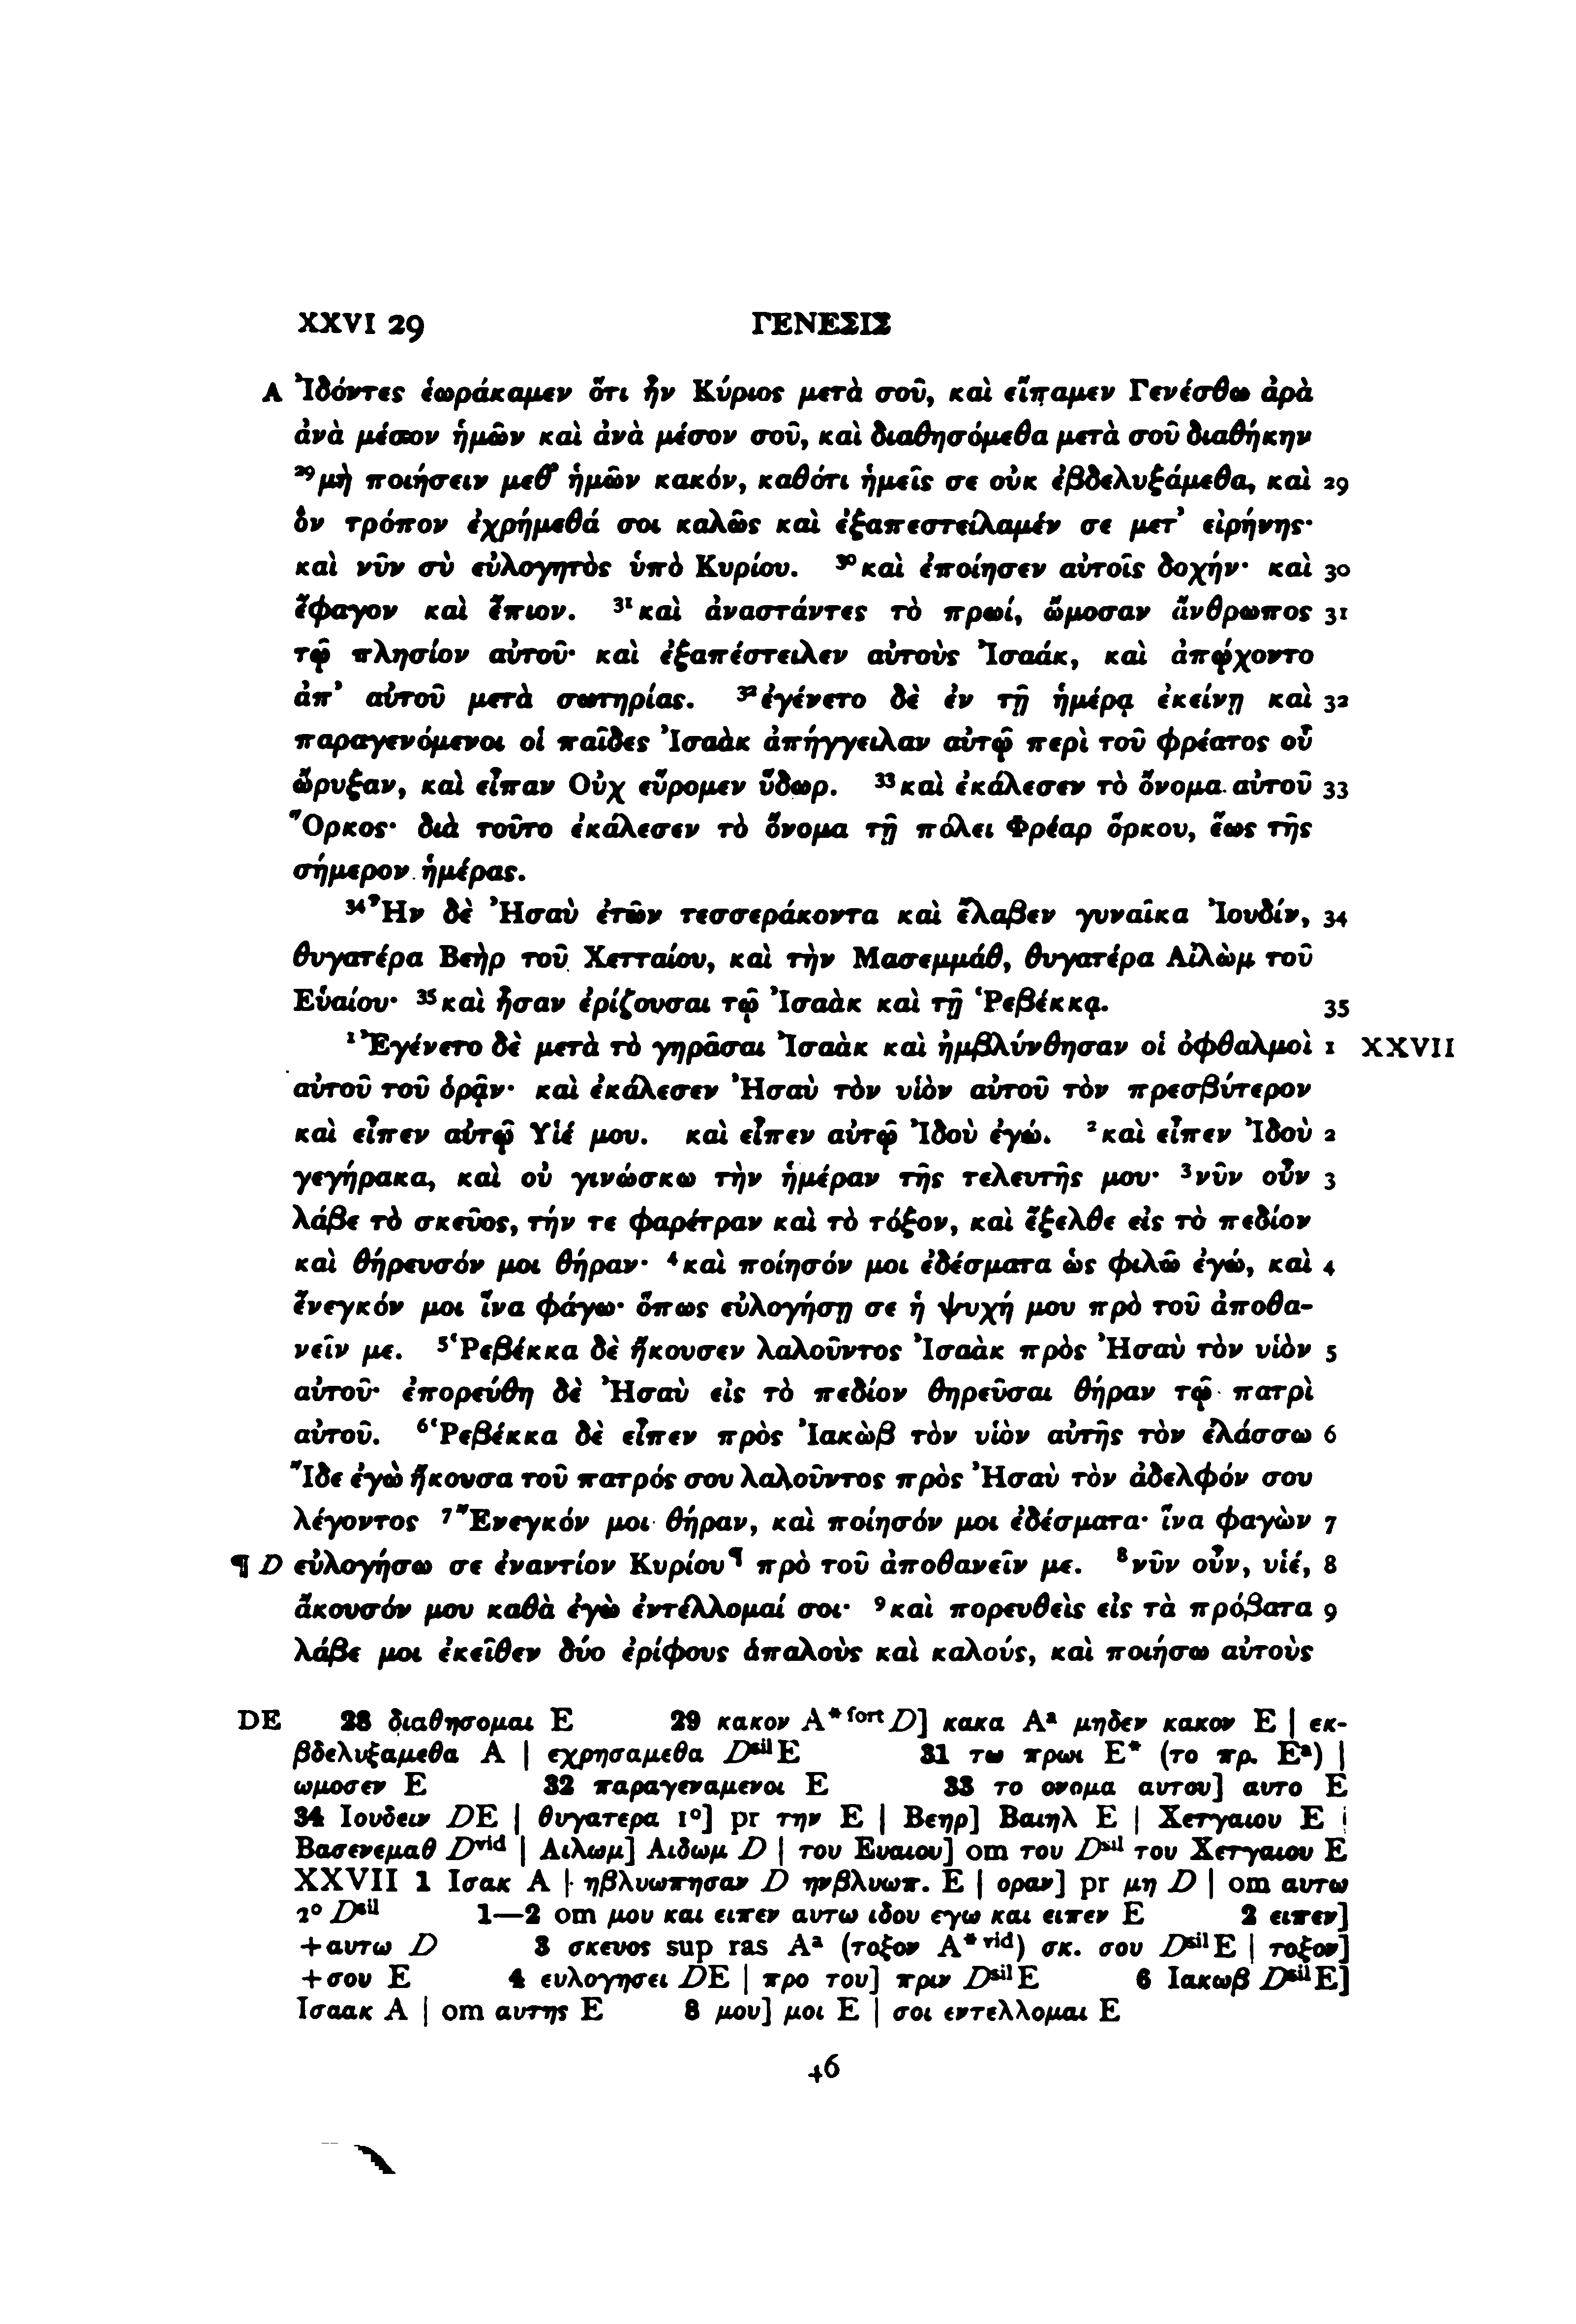 XXVI 29 ΓΕΝΕΣΙΣ
A Ἰδόντες ἑωράκαμεν ὅτι ἦν Κύριος μετὰ σοῦ, καὶ εἴπαμεν Γενέσθω ἀρὰ
ἀνὰ μέσον ἡμῶν καὶ ἀνὰ μέσον σοῦ, καὶ διαθησόμεθα μετὰ σοῦ διαθήκην
²⁹μὴ ποιήσειν μεθ’ ἡμῶν κακόν, καθότι ἡμεῖς σε οὐκ ἐβδελυξάμεθα, καὶ 29
ὃν τρόπον ἐχρήμεθά σοι καλῶς καὶ ἐξαπεστείλαμέν σε μετ’ εἰρήνης·
καὶ νῦν σὺ εὐλογητὸς ὑπὸ Κυρίου. ³⁰καὶ ἐποίησεν αὐτοῖς δοχήν· καὶ 30
ἔφαγον καὶ ἔπιον. ³¹καὶ ἀναστάντες τὸ πρωί, ὤμοσαν ἄνθρωπος 31
τῷ πλησίον αὐτοῦ· καὶ ἐξαπέστειλεν αὐτοὺς Ἰσαάκ, καὶ ἀπῴχοντο
ἀπ’ αὐτοῦ μετὰ σωτηρίας. ³²ἐγένετο δὲ ἐν τῇ ἡμέρᾳ ἐκείνῃ καὶ 32
παραγενόμενοι οἱ παῖδες Ἰσαὰκ ἀπήγγειλαν αὐτῷ περὶ τοῦ φρέατος οὗ
ὤρυξαν, καὶ εἶπαν Οὐχ εὕρομεν ὕδωρ. ³³καὶ ἐκάλεσεν τὸ ὄνομα αὐτοῦ 33
Ὅρκος· διὰ τοῦτο ἐκάλεσεν τὸ ὄνομα τῇ πόλει Φρέαρ ὅρκου, ἕως τῆς
σήμερον ἡμέρας.
³⁴Ἦν δὲ Ἠσαὺ ἐτῶν τεσσεράκοντα καὶ ἔλαβεν γυναῖκα Ἰουδίν, 34
θυγατέρα Βεὴρ τοῦ Χετταίου, καὶ τὴν Μασεμμάθ, θυγατέρα Αἰλὼμ τοῦ
Εὑαίου· ³⁵καὶ ἦσαν ἐρίζουσαι τῷ Ἰσαὰκ καὶ τῇ Ῥεβέκκᾳ. 35
¹Ἐγένετο δὲ μετὰ τὸ γηρᾶσαι Ἰσαὰκ καὶ ἠμβλύνθησαν οἱ ὀφθαλμοὶ 1 XXVII
αὐτοῦ τοῦ ὁρᾷν· καὶ ἐκάλεσεν Ἠσαὺ τὸν υἱὸν αὐτοῦ τὸν πρεσβύτερον
καὶ εἶπεν αὐτῷ Υἱέ μου. καὶ εἶπεν αὐτῷ Ἰδοὺ ἐγώ. ²καὶ εἶπεν Ἰδοὺ 2
γεγήρακα, καὶ οὐ γινώσκω τὴν ἡμέραν τῆς τελευτῆς μου· ³νῦν οὖν 3
λάβε τὸ σκεῦος, τήν τε φαρέτραν καὶ τὸ τόξον, καὶ ἔξελθε εἰς τὸ πεδίον
καὶ θήρευσόν μοι θήραν· ⁴καὶ ποίησόν μοι ἐδέσματα ὡς φιλῶ ἐγώ, καὶ 4
ἔνεγκόν μοι ἵνα φάγω· ὅπως εὐλογήσῃ σε ἡ ψυχή μου πρὸ τοῦ ἀποθα-
νεῖν με. ⁵Ῥεβέκκα δὲ ἤκουσεν λαλοῦντος Ἰσαὰκ πρὸς Ἠσαὺ τὸν υἱὸν 5
αὐτοῦ· ἐπορεύθη δὲ Ἠσαὺ εἰς τὸ πεδίον θηρεῦσαι θήραν τῷ πατρὶ
αὐτοῦ. ⁶Ῥεβέκκα δὲ εἶπεν πρὸς Ἰακὼβ τὸν υἱὸν αὐτῆς τὸν ἐλάσσω 6
Ἴδε ἐγὼ ἤκουσα τοῦ πατρός σου λαλοῦντος πρὸς Ἠσαὺ τὸν ἀδελφόν σου
λέγοντος ⁷Ἔνεγκόν μοι θήραν, καὶ ποίησόν μοι ἐδέσματα· ἵνα φαγὼν 7
¶ D εὐλογήσω σε ἐναντίον Κυρίου¶ πρὸ τοῦ ἀποθανεῖν με. ⁸νῦν οὖν, υἱέ, 8
ἄκουσόν μου καθὰ ἐγὼ ἐντέλλομαί σοι· ⁹καὶ πορευθεὶς εἰς τὰ πρόβατα 9
λάβε μοι ἐκεῖθεν δύο ἐρίφους ἁπαλοὺς καὶ καλούς, καὶ ποιήσω αὐτοὺς
DE 28 διαθησομαι E 29 κακον A*fort D] κακα Aª μηδεν κακον E | εκ-
βδελυξαμεθα A | εχρησαμεθα Dsil E 31 τω πρωι E* (το πρ. Eª) |
ωμοσεν E 32 παραγεναμενοι E 33 το ονομα αυτου] αυτο E
34 Ιουδειν DE | θυγατερα 1°] pr την E | Βεηρ] Βαιηλ E | Χετγαιου E |
Βασενεμαθ Dvid | Αιλωμ] Αιδωμ D | του Ευαιου] om του Dsil του Χετγαιου E
XXVII 1 Ισακ A | ηβλυωπησαν D ηνβλυωπ. E | οραν] pr μη D | om αυτω
2° Dsil 1—2 om μου και ειπεν αυτω ιδου εγω και ειπεν E 2 ειπεν]
+αυτω D 3 σκευος sup ras Aª (τοξον A*vid) σκ. σου Dsil E | τοξον]
+σου E 4 ευλογησει DE | προ του] πριν Dsil E 6 Ιακωβ Dsil E]
Ισαακ A | om αυτης E 8 μου] μοι E | σοι εντελλομαι E
46